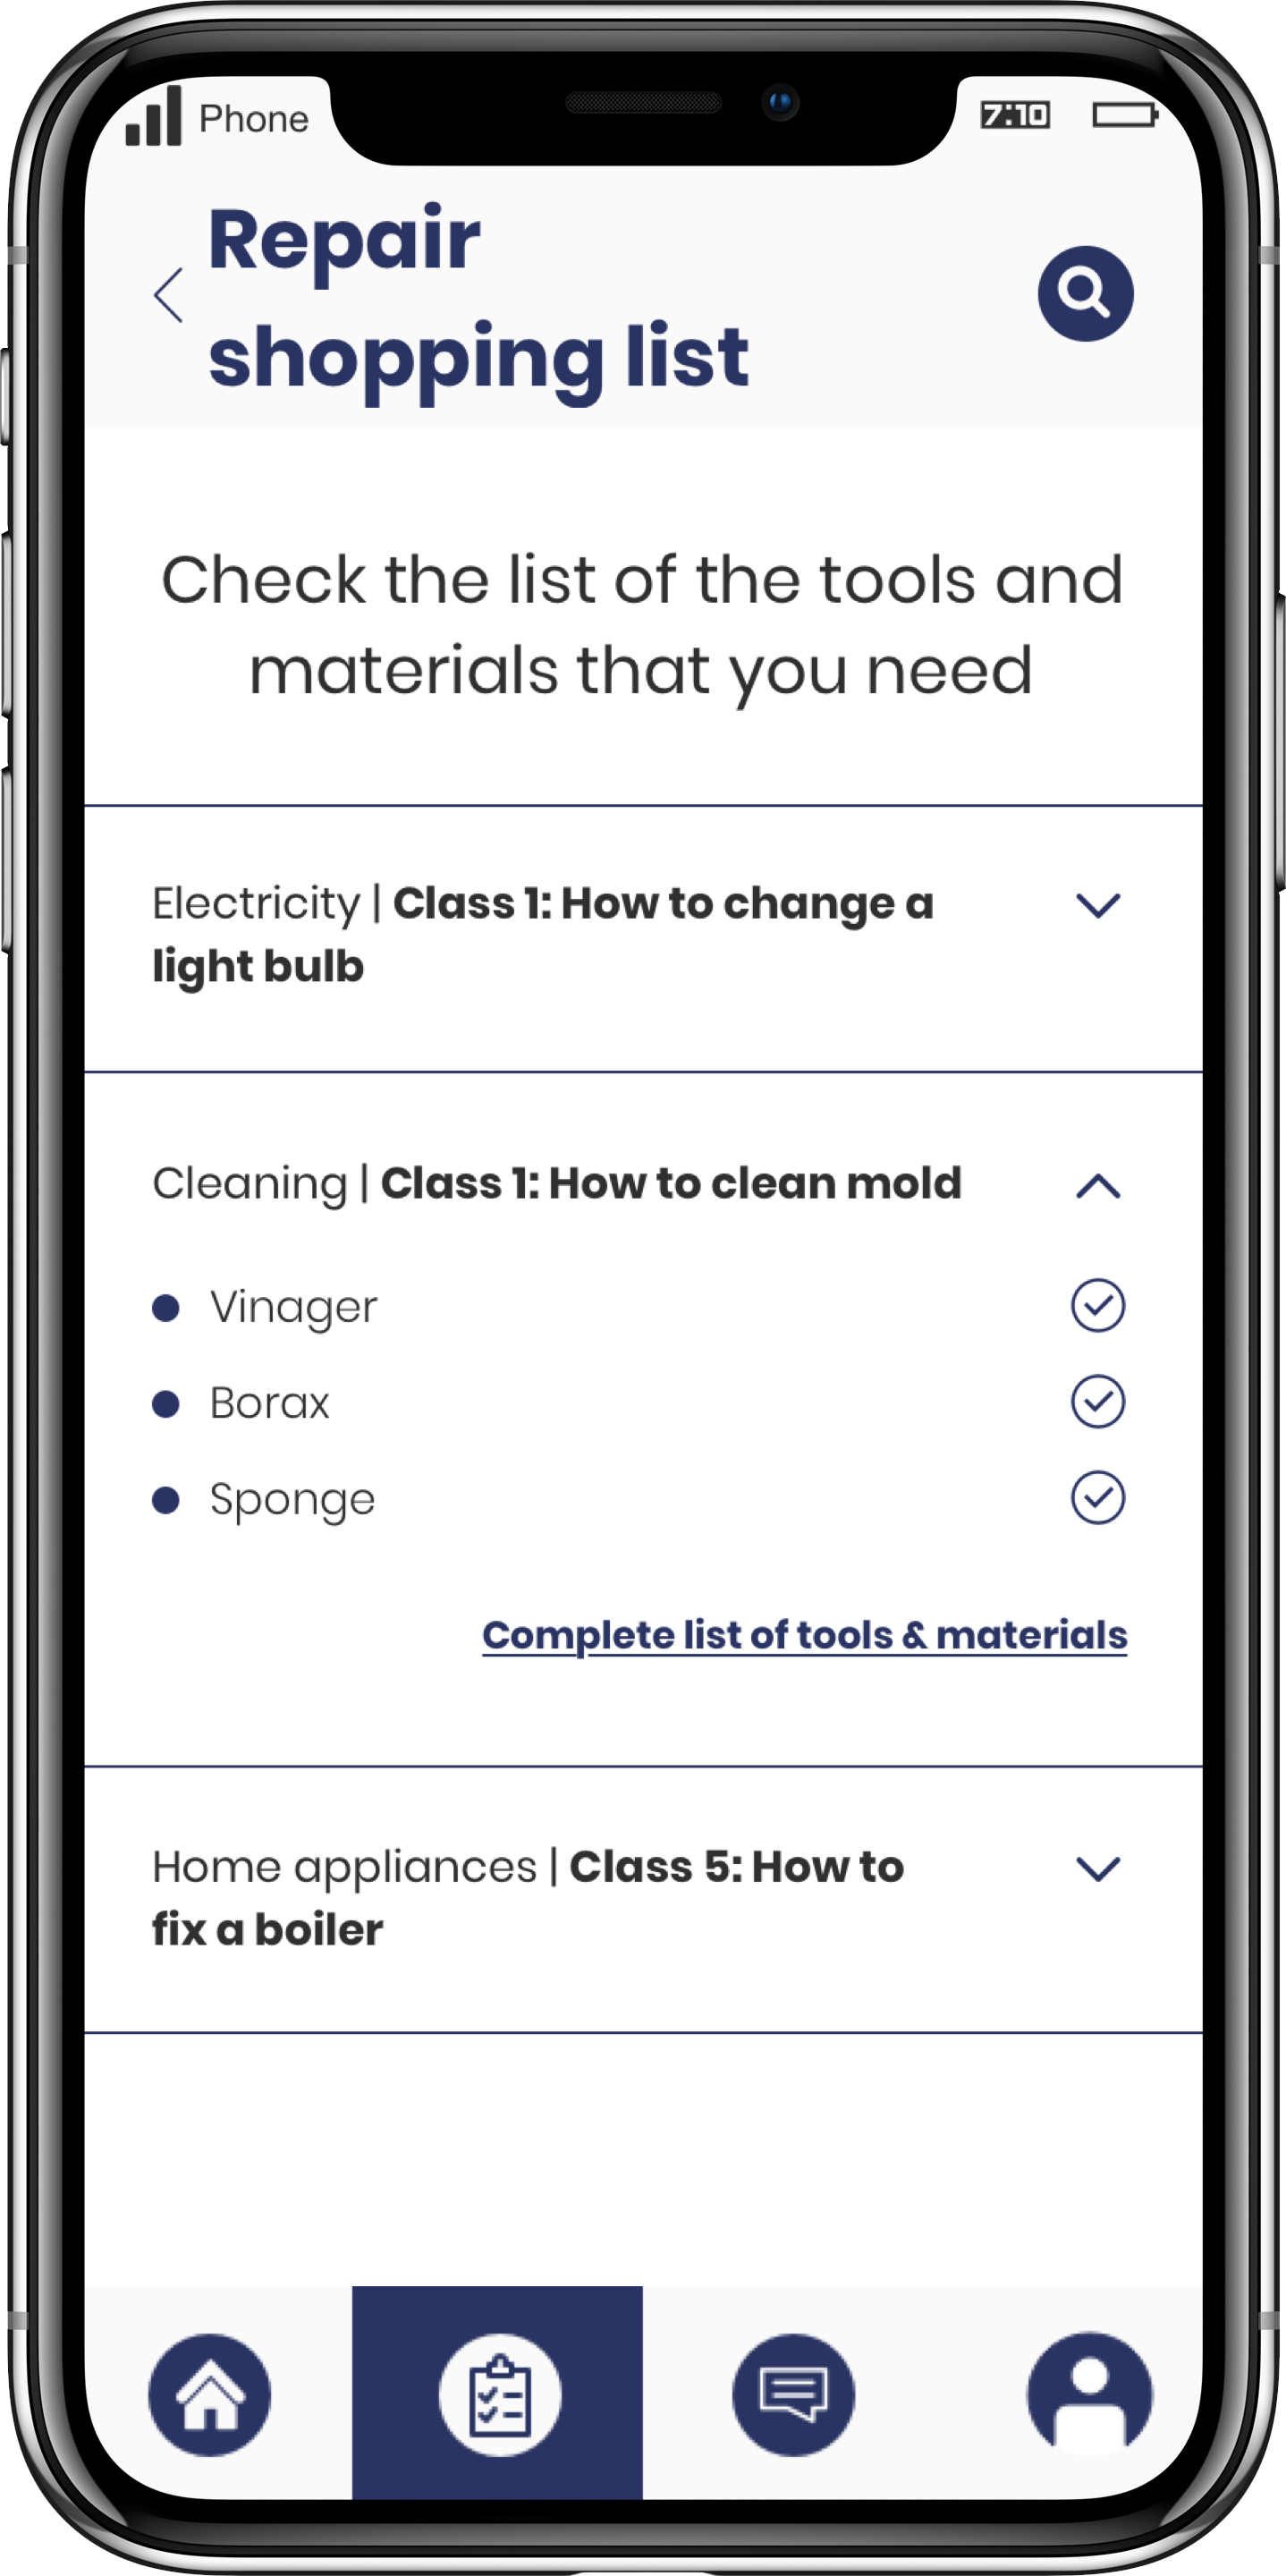 Phone
7:10
Repair
shopping list
Check the list of the tools and
materials that you need
Electricity | Class 1: How to change a
light bulb
Cleaning | Class 1: How to clean mold
Vinager
Borax
Sponge
Complete list of tools & materials
Home appliances | Class 5: How to
fix a boiler